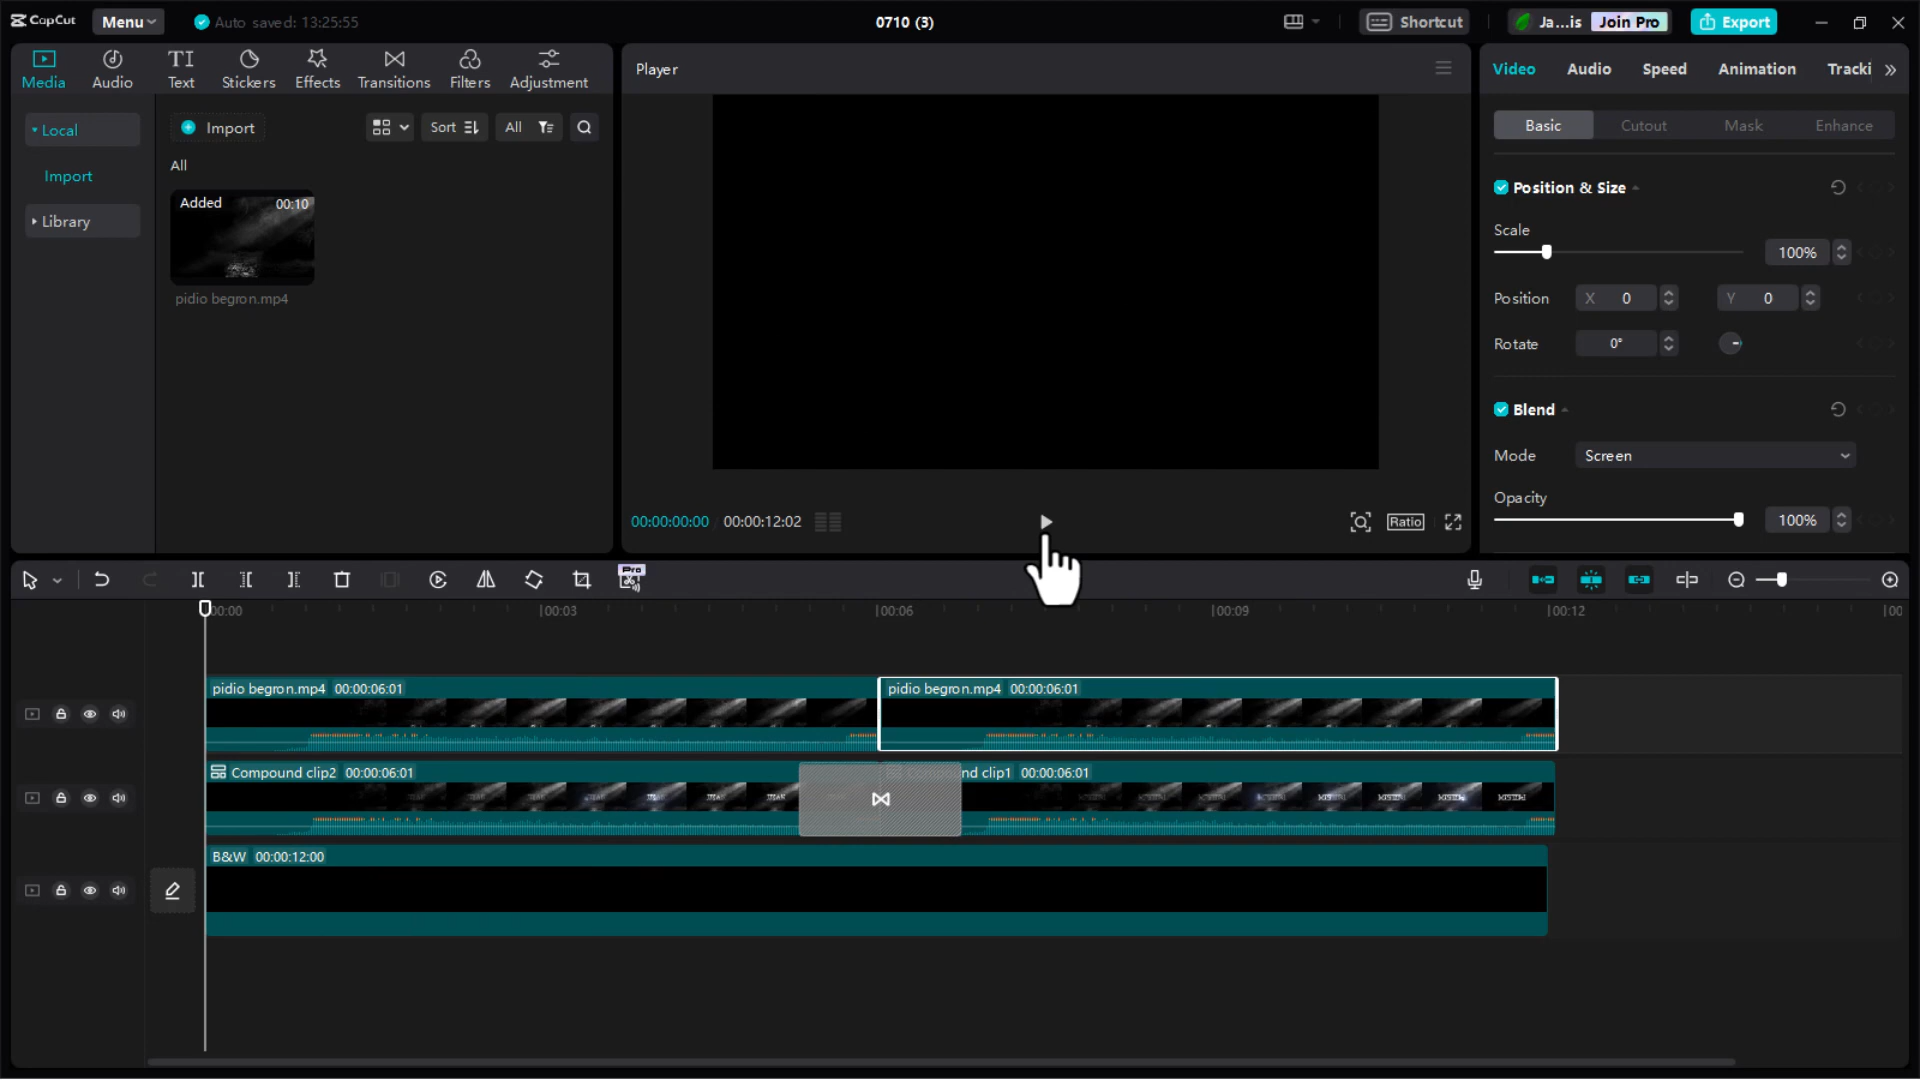 CapCut Menu Auto saved: 13:25:55 0710 (3) Shortcut Ja...is Join Pro Export
Media Audio Text Stickers Effects Transitions Filters Adjustment
Player
Video Audio Speed Animation Tracki
Local
Import
Library
Import Sort All
All
Added 00:10
pidio begron.mp4
Basic Cutout Mask Enhance
Position & Size
Scale
100%
Position X 0 Y 0
Rotate 0°
Blend
Mode Screen
Opacity
100%
00:00:00:00 00:00:12:02 Ratio
Pro
00:00 00:03 00:06 00:09 00:12 00
pidio begron.mp4 00:00:06:01 pidio begron.mp4 00:00:06:01
Compound clip2 00:00:06:01 nd clip1 00:00:06:01
B&W 00:00:12:00